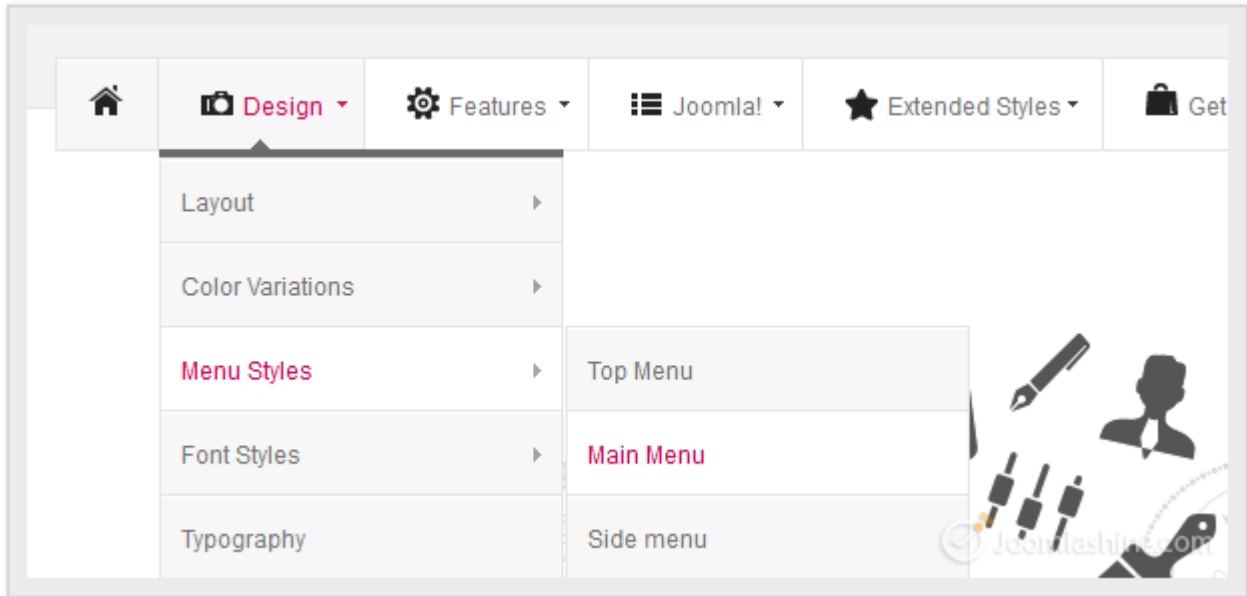 Design
Features
Joomla!
Extended Styles
Get
Layout
Color Variations
Menu Styles
Top Menu
Font Styles
Main Menu
Typography
Side menu
Joomlashine.com